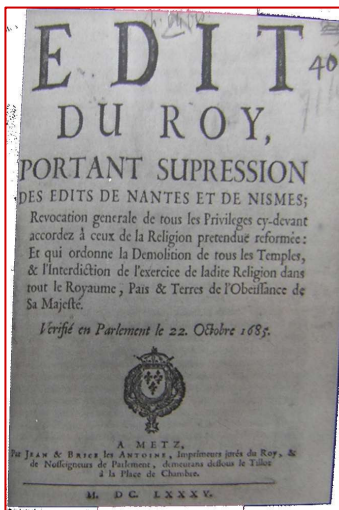 EDIT
40
DU ROY,
PORTANT SUPRESSION
DES EDITS DE NANTES ET DE NISMES;
Revocation generale de tous les Privileges cy-devant
accordez à ceux de la Religion pretenduë reformée:
Et qui ordonne la Demolition de tous les Temples,
& l'Interdiction de l'exercice de ladite Religion dans
tout le Royaume, Païs & Terres de l'Obeïssance de
Sa Majesté.
Verifié en Parlement le 22. Octobre 1685.
A METZ,
Par JEAN & BRICE les ANTOINE, Imprimeurs jurés du Roy, &
de Nosseigneurs de Parlement, demeurans dessous le Tillet
à la Place de Chambre.
M. DC. LXXXV.